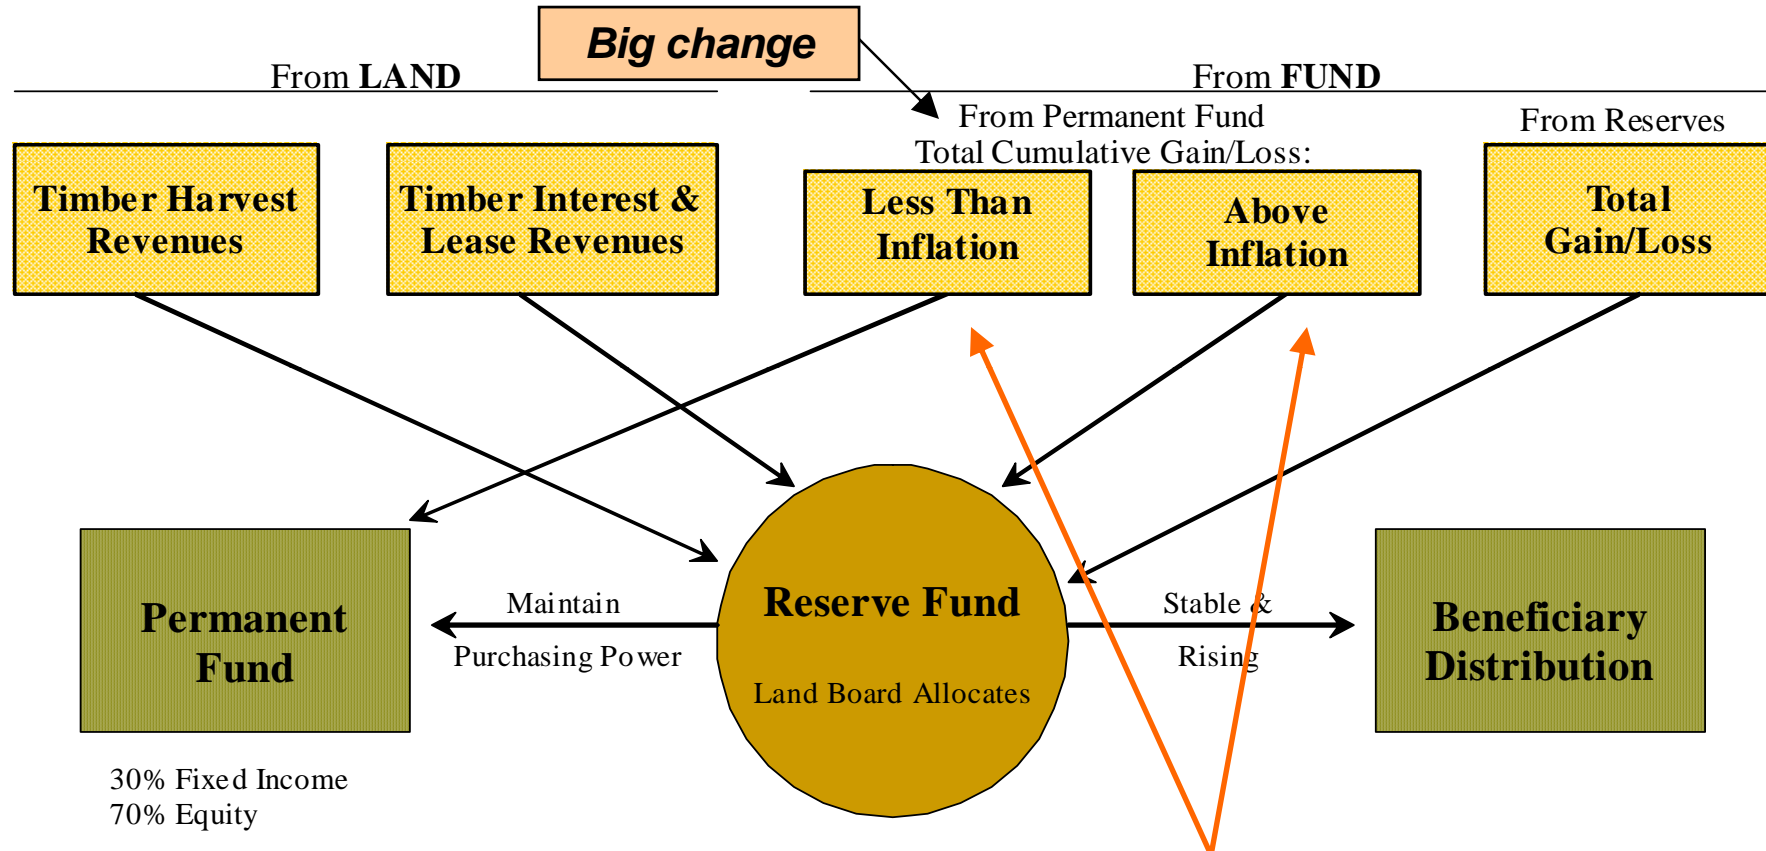 Big change
From LAND
From FUND
From Permanent Fund
Total Cumulative Gain/Loss:
From Reserves
Timber Harvest
Revenues
Timber Interest &
Lease Revenues
Less Than
Inflation
Above
Inflation
Total
Gain/Loss
Permanent
Fund
Maintain
Purchasing Power
Reserve Fund
Land Board Allocates
Stable &
Rising
Beneficiary
Distribution
30% Fixed Income
70% Equity